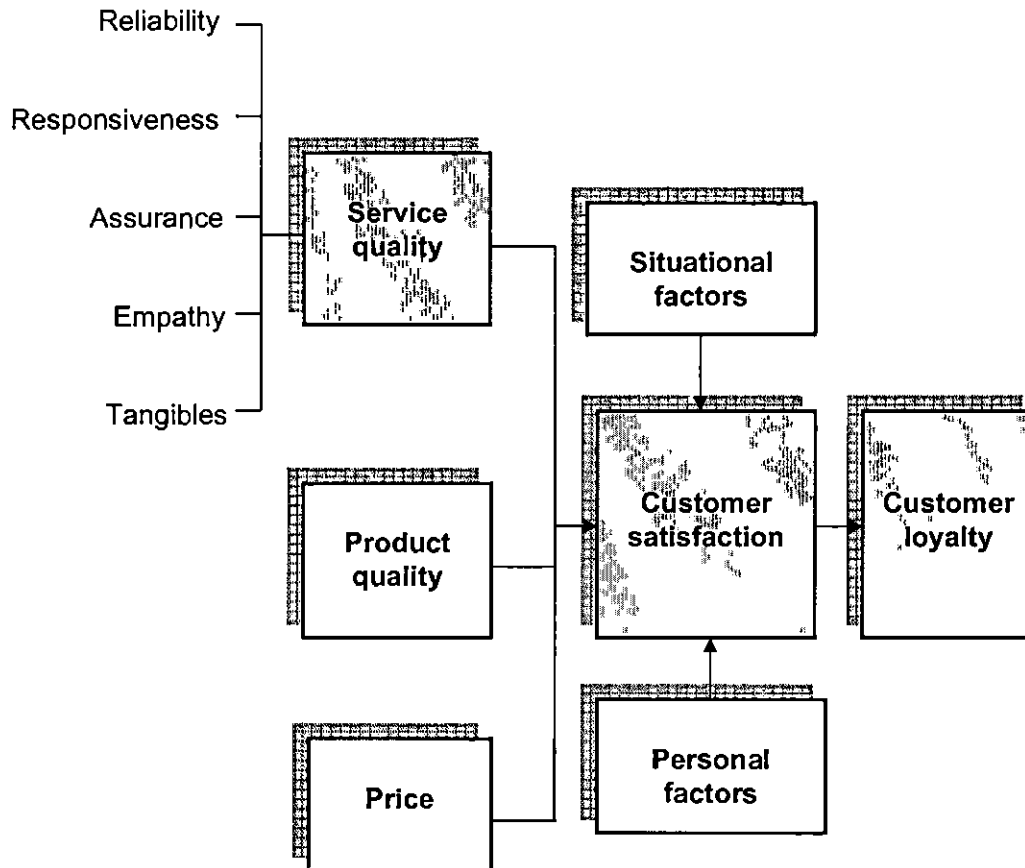 Reliability
Responsiveness
Assurance
Empathy
Tangibles
Service
quality
Situational
factors
Product
quality
Customer
satisfaction
Customer
loyalty
Price
Personal
factors